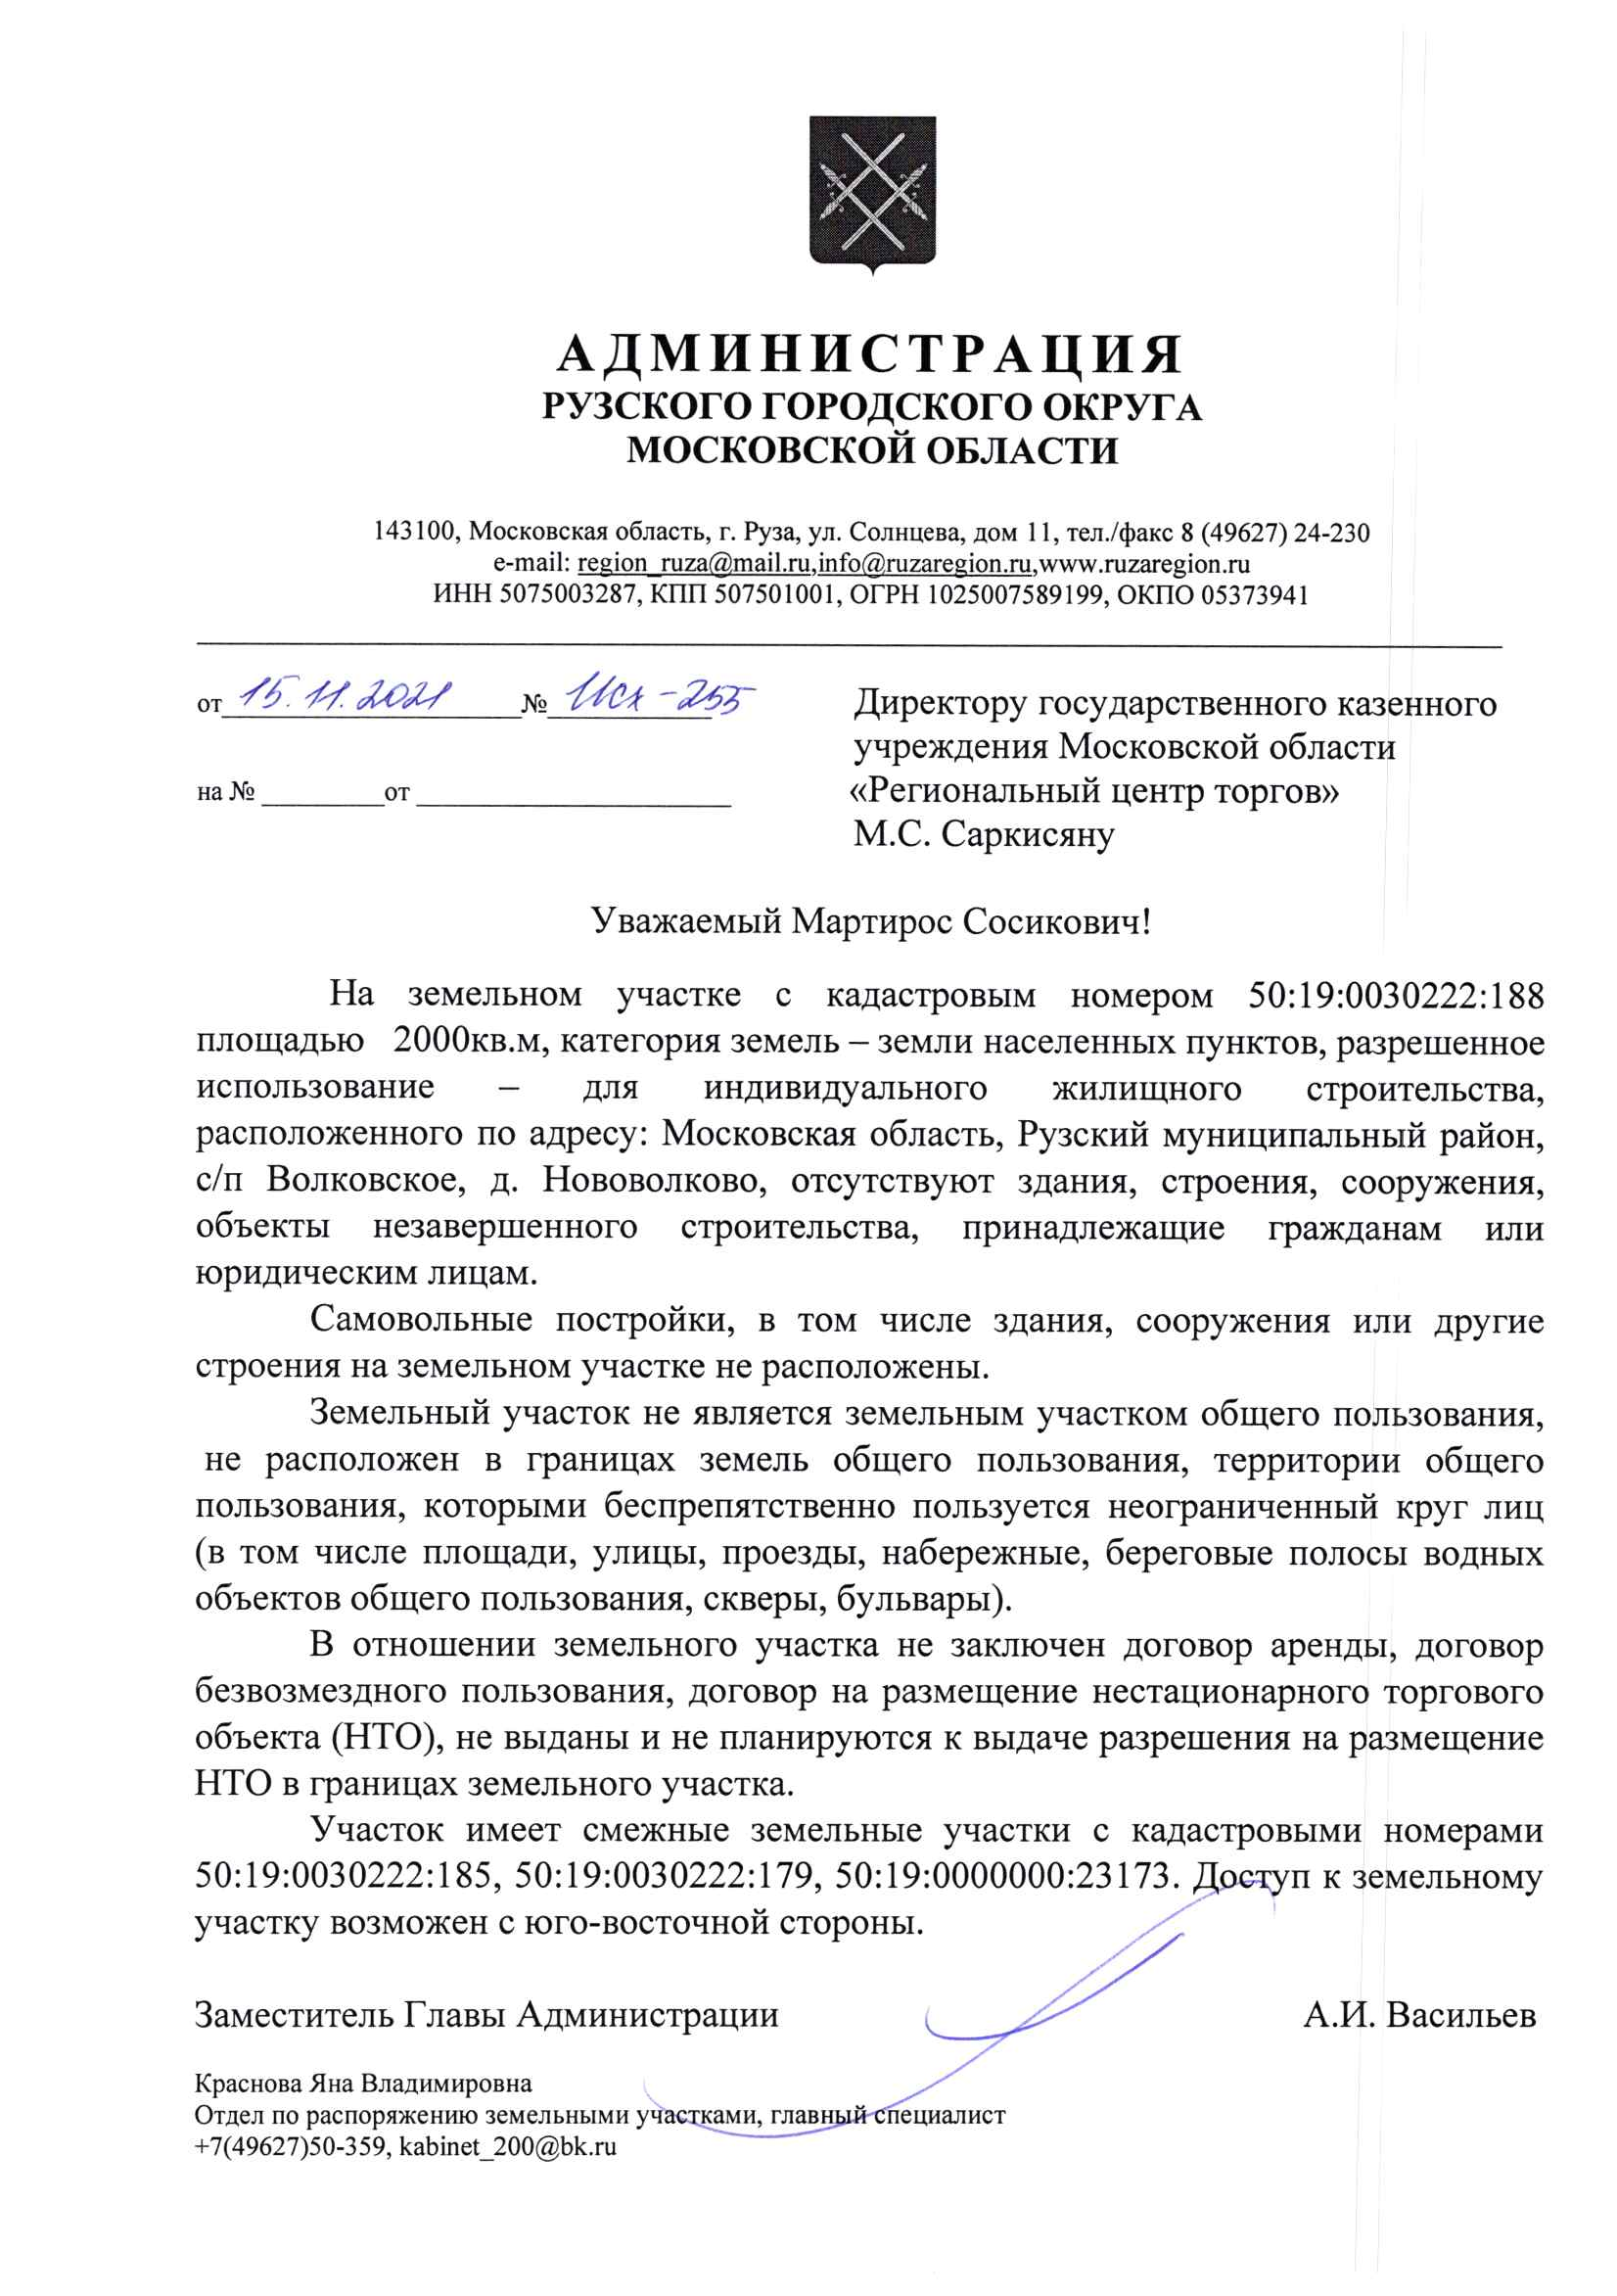 АДМИНИСТРАЦИЯ
РУЗСКОГО ГОРОДСКОГО ОКРУГА
МОСКОВСКОЙ ОБЛАСТИ
143100, Московская область, г. Руза, ул. Солнцева, дом 11, тел./факс 8 (49627) 24-230
e-mail: region_ruza@mail.ru,info@ruzaregion.ru,www.ruzaregion.ru
ИНН 5075003287, КПП 507501001, ОГРН 1025007589199, ОКПО 05373941
от 15.11.2021 № Исх-255
на № _________от _______________________
Директору государственного казенного
учреждения Московской области
«Региональный центр торгов»
М.С. Саркисяну
Уважаемый Мартирос Сосикович!
На земельном участке с кадастровым номером 50:19:0030222:188
площадью 2000кв.м, категория земель – земли населенных пунктов, разрешенное
использование – для индивидуального жилищного строительства,
расположенного по адресу: Московская область, Рузский муниципальный район,
с/п Волковское, д. Нововолково, отсутствуют здания, строения, сооружения,
объекты незавершенного строительства, принадлежащие гражданам или
юридическим лицам.
Самовольные постройки, в том числе здания, сооружения или другие
строения на земельном участке не расположены.
Земельный участок не является земельным участком общего пользования,
не расположен в границах земель общего пользования, территории общего
пользования, которыми беспрепятственно пользуется неограниченный круг лиц
(в том числе площади, улицы, проезды, набережные, береговые полосы водных
объектов общего пользования, скверы, бульвары).
В отношении земельного участка не заключен договор аренды, договор
безвозмездного пользования, договор на размещение нестационарного торгового
объекта (НТО), не выданы и не планируются к выдаче разрешения на размещение
НТО в границах земельного участка.
Участок имеет смежные земельные участки с кадастровыми номерами
50:19:0030222:185, 50:19:0030222:179, 50:19:0000000:23173. Доступ к земельному
участку возможен с юго-восточной стороны.
Заместитель Главы Администрации А.И. Васильев
Краснова Яна Владимировна
Отдел по распоряжению земельными участками, главный специалист
+7(49627)50-359, kabinet_200@bk.ru